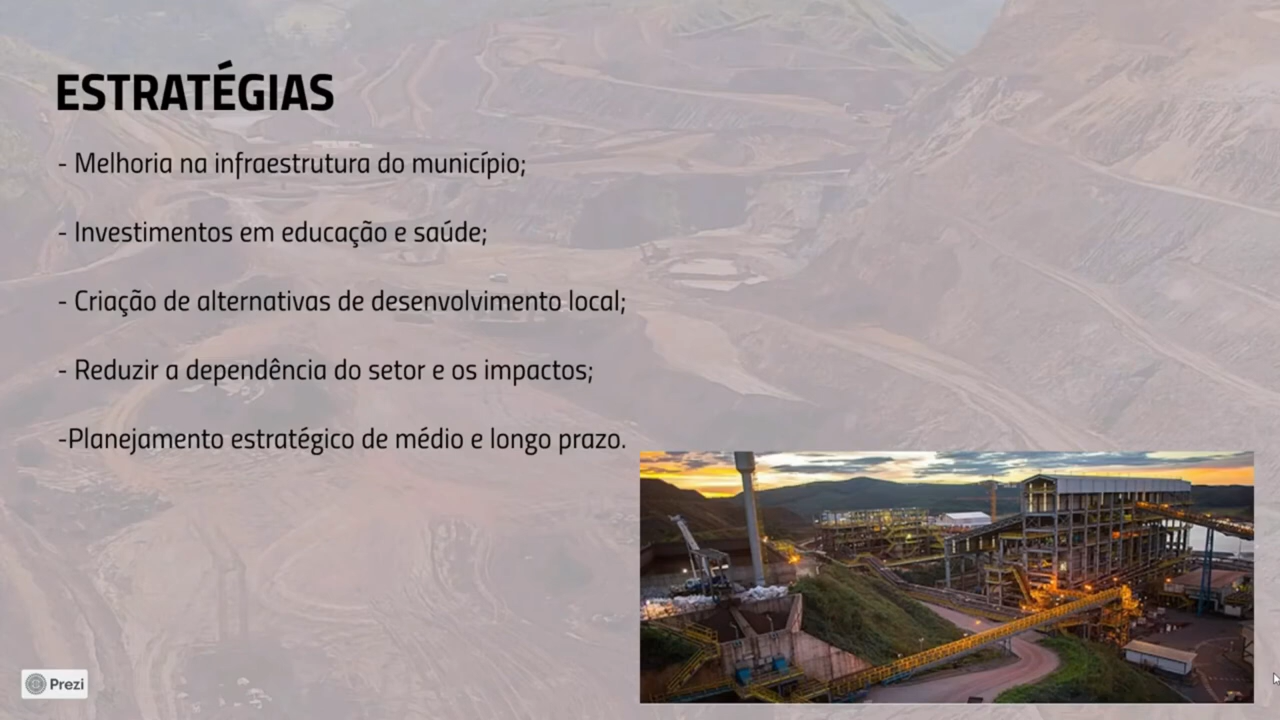 ESTRATÉGIAS
- Melhoria na infraestrutura do município;
- Investimentos em educação e saúde;
- Criação de alternativas de desenvolvimento local;
- Reduzir a dependência do setor e os impactos;
-Planejamento estratégico de médio e longo prazo.
Prezi